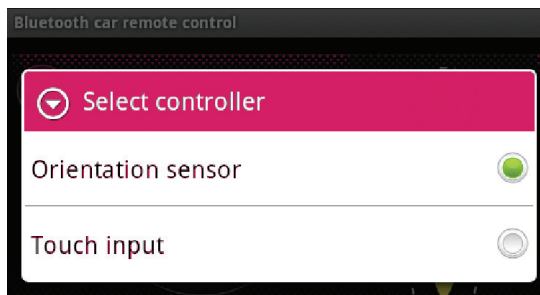 Bluetooth car remote control
Select controller
Orientation sensor
Touch input